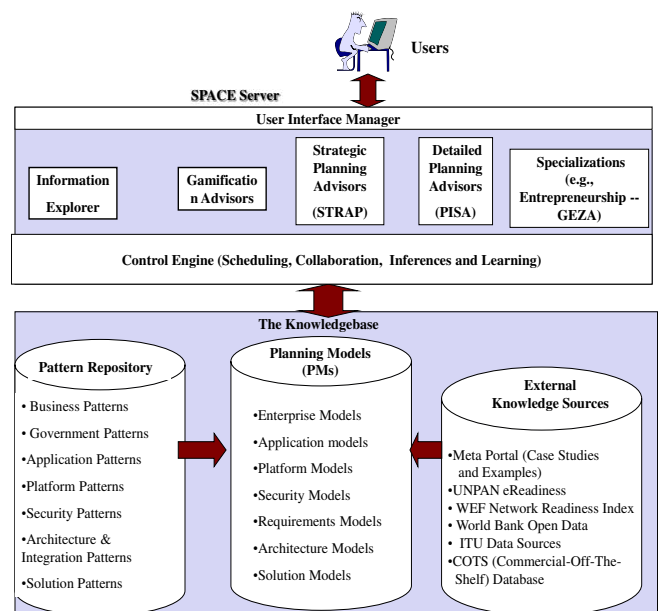 Users
SPACE Server
User Interface Manager
Information
Explorer
Gamificatio
n Advisors
Strategic
Planning
Advisors
(STRAP)
Detailed
Planning
Advisors
(PISA)
Specializations
(e.g.,
Entrepreneurship --
GEZA)
Control Engine (Scheduling, Collaboration, Inferences and Learning)
The Knowledgebase
Pattern Repository
• Business Patterns
• Government Patterns
•Application Patterns
•Platform Patterns
•Security Patterns
•Architecture &
Integration Patterns
•Solution Patterns
Planning Models
(PMs)
•Enterprise Models
•Application models
•Platform Models
•Security Models
•Requirements Models
•Architecture Models
•Solution Models
External
Knowledge Sources
•Meta Portal (Case Studies
and Examples)
•UNPAN eReadiness
• WEF Network Readiness Index
• World Bank Open Data
• ITU Data Sources
•COTS (Commercial-Off-The-
Shelf) Database